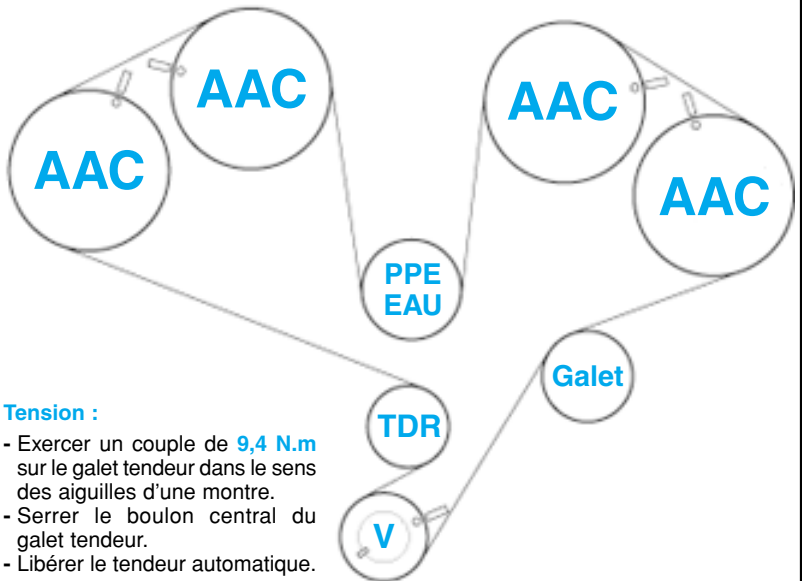 AAC
AAC
AAC
AAC
PPE
EAU
Galet
TDR
V
Tension :
- Exercer un couple de 9,4 N.m
sur le galet tendeur dans le sens
des aiguilles d’une montre.
- Serrer le boulon central du
galet tendeur.
- Libérer le tendeur automatique.